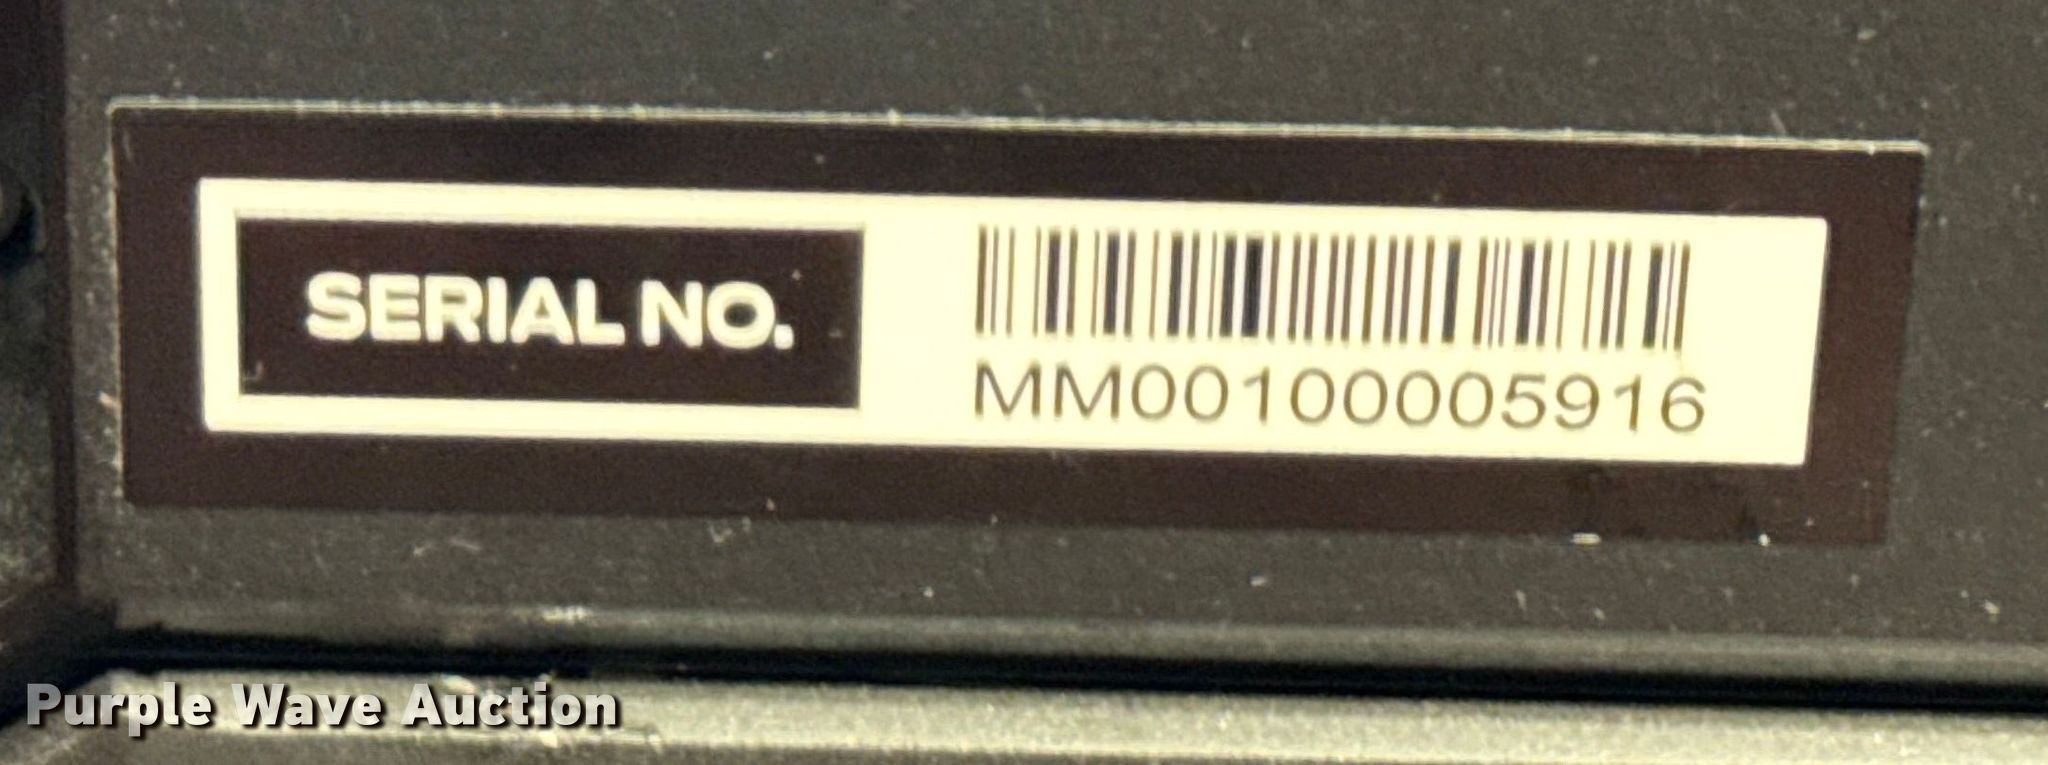 SERIAL NO.
MM00100005916
Purple Wave Auction